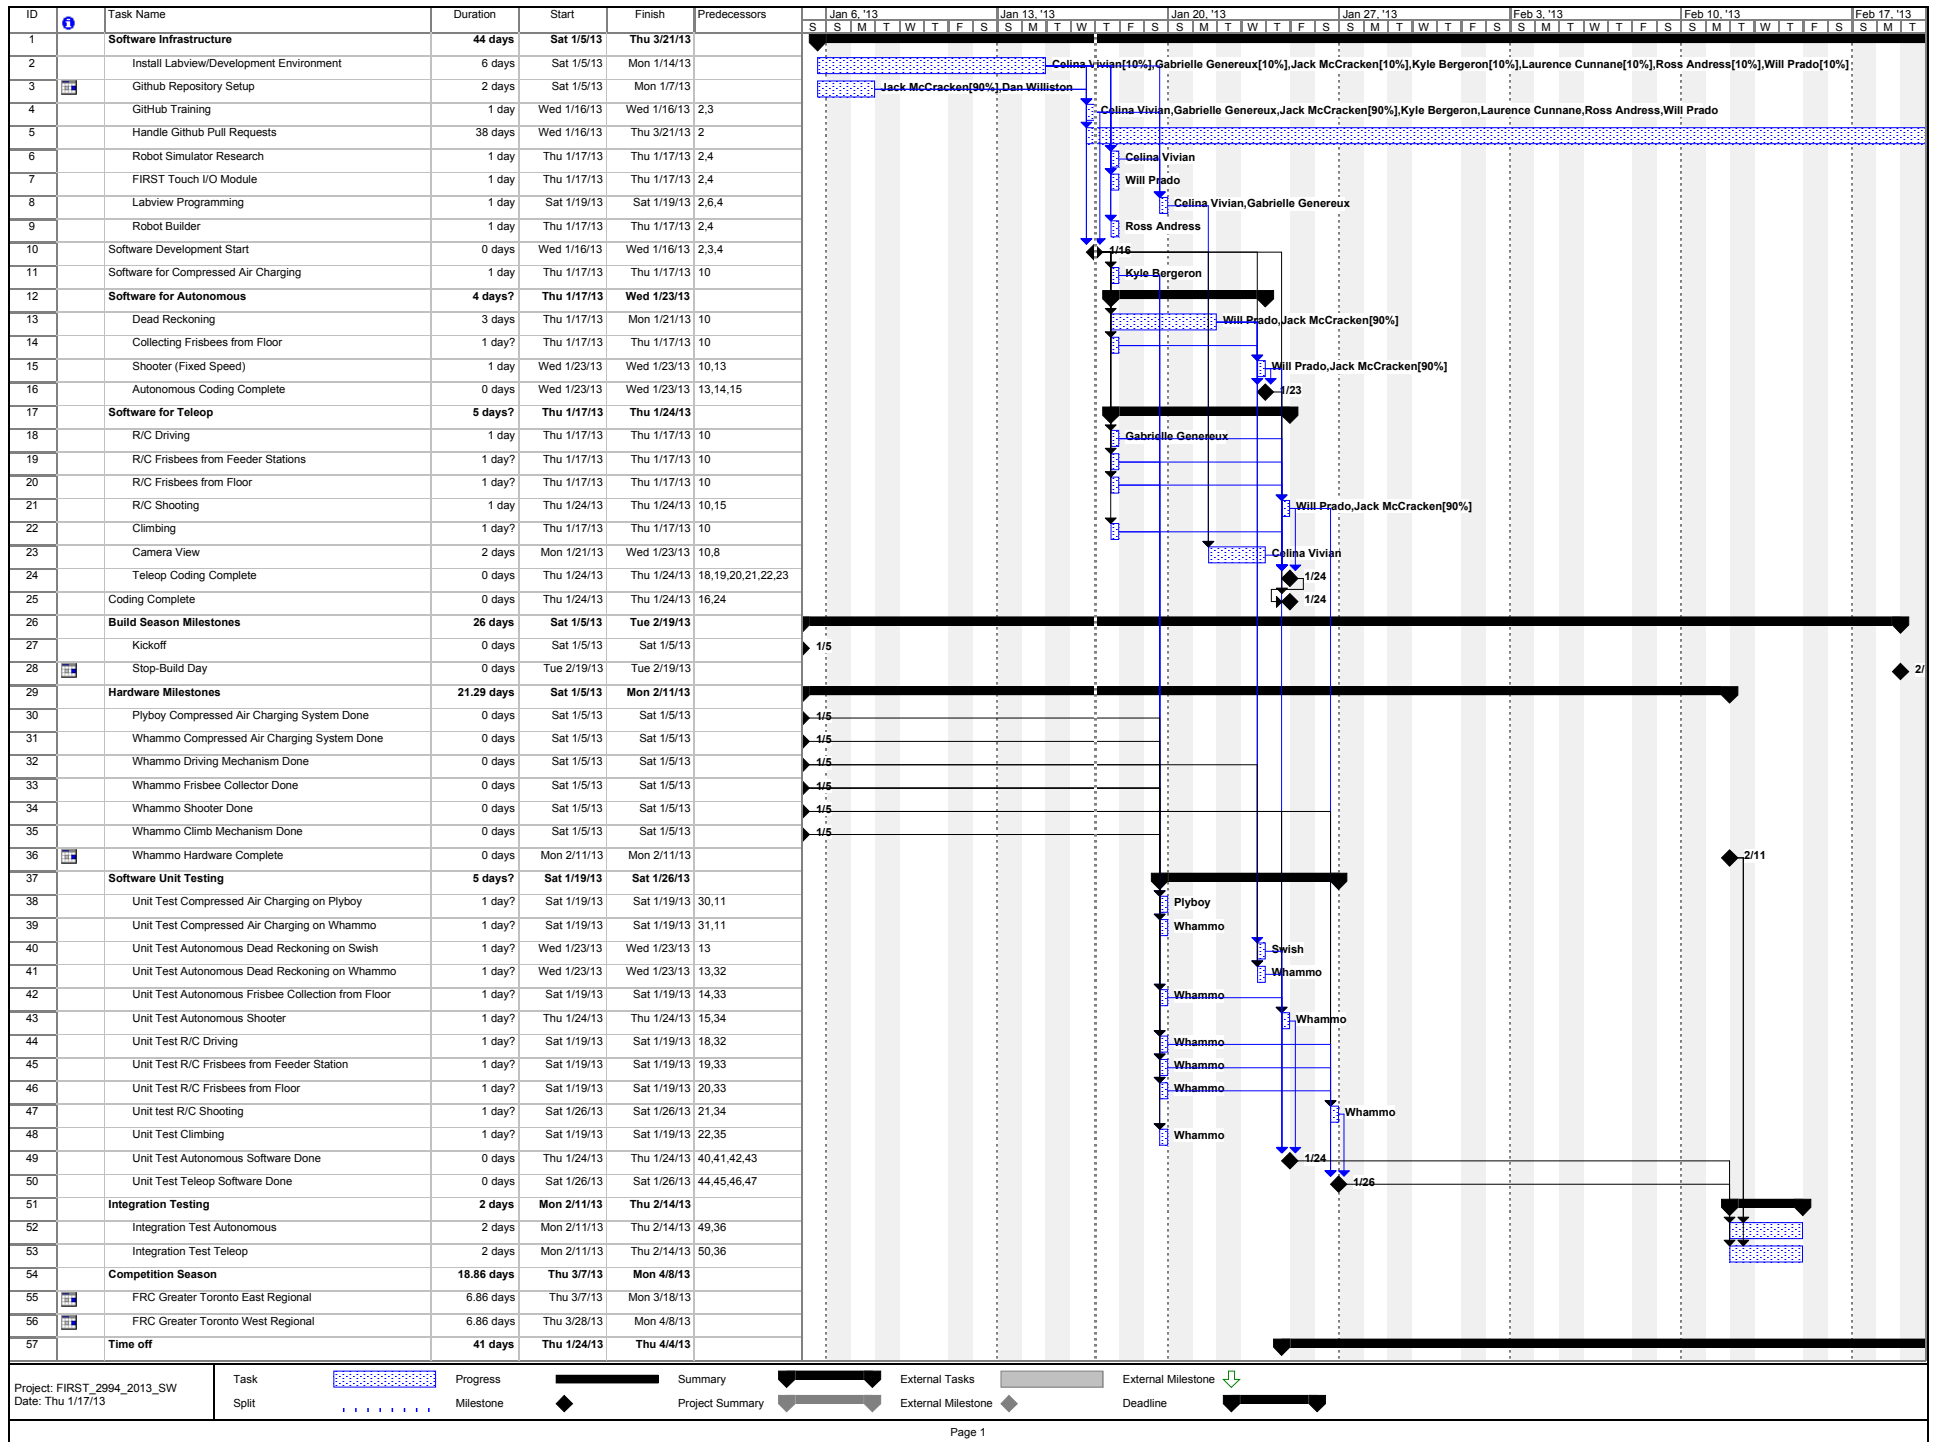 ID Task Name Duration Start Finish Predecessors Jan 6, '13 Jan 13, '13 Jan 20, '13 Jan 27, '13 Feb 3, '13 Feb 10, '13 Feb 17, '13
S S M T W T F S S M T W T F S S M T W T F S S M T W T F S S M T W T F S S M T W T F S S M T
1 Software Infrastructure 44 days Sat 1/5/13 Thu 3/21/13
2 Install Labview/Development Environment 6 days Sat 1/5/13 Mon 1/14/13 Celina Vivian[10%],Gabrielle Genereux[10%],Jack McCracken[10%],Kyle Bergeron[10%],Laurence Cunnane[10%],Ross Andress[10%],Will Prado[10%]
3 Github Repository Setup 2 days Sat 1/5/13 Mon 1/7/13 Jack McCracken[90%],Dan Williston
4 GitHub Training 1 day Wed 1/16/13 Wed 1/16/13 2,3 Celina Vivian,Gabrielle Genereux,Jack McCracken[90%],Kyle Bergeron,Laurence Cunnane,Ross Andress,Will Prado
5 Handle Github Pull Requests 38 days Wed 1/16/13 Thu 3/21/13 2
6 Robot Simulator Research 1 day Thu 1/17/13 Thu 1/17/13 2,4 Celina Vivian
7 FIRST Touch I/O Module 1 day Thu 1/17/13 Thu 1/17/13 2,4 Will Prado
8 Labview Programming 1 day Sat 1/19/13 Sat 1/19/13 2,6,4 Celina Vivian,Gabrielle Genereux
9 Robot Builder 1 day Thu 1/17/13 Thu 1/17/13 2,4 Ross Andress
10 Software Development Start 0 days Wed 1/16/13 Wed 1/16/13 2,3,4 1/16
11 Software for Compressed Air Charging 1 day Thu 1/17/13 Thu 1/17/13 10 Kyle Bergeron
12 Software for Autonomous 4 days? Thu 1/17/13 Wed 1/23/13
13 Dead Reckoning 3 days Thu 1/17/13 Mon 1/21/13 10 Will Prado,Jack McCracken[90%]
14 Collecting Frisbees from Floor 1 day? Thu 1/17/13 Thu 1/17/13 10
15 Shooter (Fixed Speed) 1 day Wed 1/23/13 Wed 1/23/13 10,13 Will Prado,Jack McCracken[90%]
16 Autonomous Coding Complete 0 days Wed 1/23/13 Wed 1/23/13 13,14,15 1/23
17 Software for Teleop 5 days? Thu 1/17/13 Thu 1/24/13
18 R/C Driving 1 day Thu 1/17/13 Thu 1/17/13 10 Gabrielle Genereux
19 R/C Frisbees from Feeder Stations 1 day? Thu 1/17/13 Thu 1/17/13 10
20 R/C Frisbees from Floor 1 day? Thu 1/17/13 Thu 1/17/13 10
21 R/C Shooting 1 day Thu 1/24/13 Thu 1/24/13 10,15 Will Prado,Jack McCracken[90%]
22 Climbing 1 day? Thu 1/17/13 Thu 1/17/13 10
23 Camera View 2 days Mon 1/21/13 Wed 1/23/13 10,8 Celina Vivian
24 Teleop Coding Complete 0 days Thu 1/24/13 Thu 1/24/13 18,19,20,21,22,23 1/24
25 Coding Complete 0 days Thu 1/24/13 Thu 1/24/13 16,24 1/24
26 Build Season Milestones 26 days Sat 1/5/13 Tue 2/19/13
27 Kickoff 0 days Sat 1/5/13 Sat 1/5/13 1/5
28 Stop-Build Day 0 days Tue 2/19/13 Tue 2/19/13 2/
29 Hardware Milestones 21.29 days Sat 1/5/13 Mon 2/11/13
30 Plyboy Compressed Air Charging System Done 0 days Sat 1/5/13 Sat 1/5/13 1/5
31 Whammo Compressed Air Charging System Done 0 days Sat 1/5/13 Sat 1/5/13 1/5
32 Whammo Driving Mechanism Done 0 days Sat 1/5/13 Sat 1/5/13 1/5
33 Whammo Frisbee Collector Done 0 days Sat 1/5/13 Sat 1/5/13 1/5
34 Whammo Shooter Done 0 days Sat 1/5/13 Sat 1/5/13 1/5
35 Whammo Climb Mechanism Done 0 days Sat 1/5/13 Sat 1/5/13 1/5
36 Whammo Hardware Complete 0 days Mon 2/11/13 Mon 2/11/13 2/11
37 Software Unit Testing 5 days? Sat 1/19/13 Sat 1/26/13
38 Unit Test Compressed Air Charging on Plyboy 1 day? Sat 1/19/13 Sat 1/19/13 30,11 Plyboy
39 Unit Test Compressed Air Charging on Whammo 1 day? Sat 1/19/13 Sat 1/19/13 31,11 Whammo
40 Unit Test Autonomous Dead Reckoning on Swish 1 day? Wed 1/23/13 Wed 1/23/13 13 Swish
41 Unit Test Autonomous Dead Reckoning on Whammo 1 day? Wed 1/23/13 Wed 1/23/13 13,32 Whammo
42 Unit Test Autonomous Frisbee Collection from Floor 1 day? Sat 1/19/13 Sat 1/19/13 14,33 Whammo
43 Unit Test Autonomous Shooter 1 day? Thu 1/24/13 Thu 1/24/13 15,34 Whammo
44 Unit Test R/C Driving 1 day? Sat 1/19/13 Sat 1/19/13 18,32 Whammo
45 Unit Test R/C Frisbees from Feeder Station 1 day? Sat 1/19/13 Sat 1/19/13 19,33 Whammo
46 Unit Test R/C Frisbees from Floor 1 day? Sat 1/19/13 Sat 1/19/13 20,33 Whammo
47 Unit test R/C Shooting 1 day? Sat 1/26/13 Sat 1/26/13 21,34 Whammo
48 Unit Test Climbing 1 day? Sat 1/19/13 Sat 1/19/13 22,35 Whammo
49 Unit Test Autonomous Software Done 0 days Thu 1/24/13 Thu 1/24/13 40,41,42,43 1/24
50 Unit Test Teleop Software Done 0 days Sat 1/26/13 Sat 1/26/13 44,45,46,47 1/26
51 Integration Testing 2 days Mon 2/11/13 Thu 2/14/13
52 Integration Test Autonomous 2 days Mon 2/11/13 Thu 2/14/13 49,36
53 Integration Test Teleop 2 days Mon 2/11/13 Thu 2/14/13 50,36
54 Competition Season 18.86 days Thu 3/7/13 Mon 4/8/13
55 FRC Greater Toronto East Regional 6.86 days Thu 3/7/13 Mon 3/18/13
56 FRC Greater Toronto West Regional 6.86 days Thu 3/28/13 Mon 4/8/13
57 Time off 41 days Thu 1/24/13 Thu 4/4/13
Project: FIRST_2994_2013_SW
Date: Thu 1/17/13
Task Progress Summary External Tasks External Milestone
Split Milestone Project Summary External Milestone Deadline
Page 1